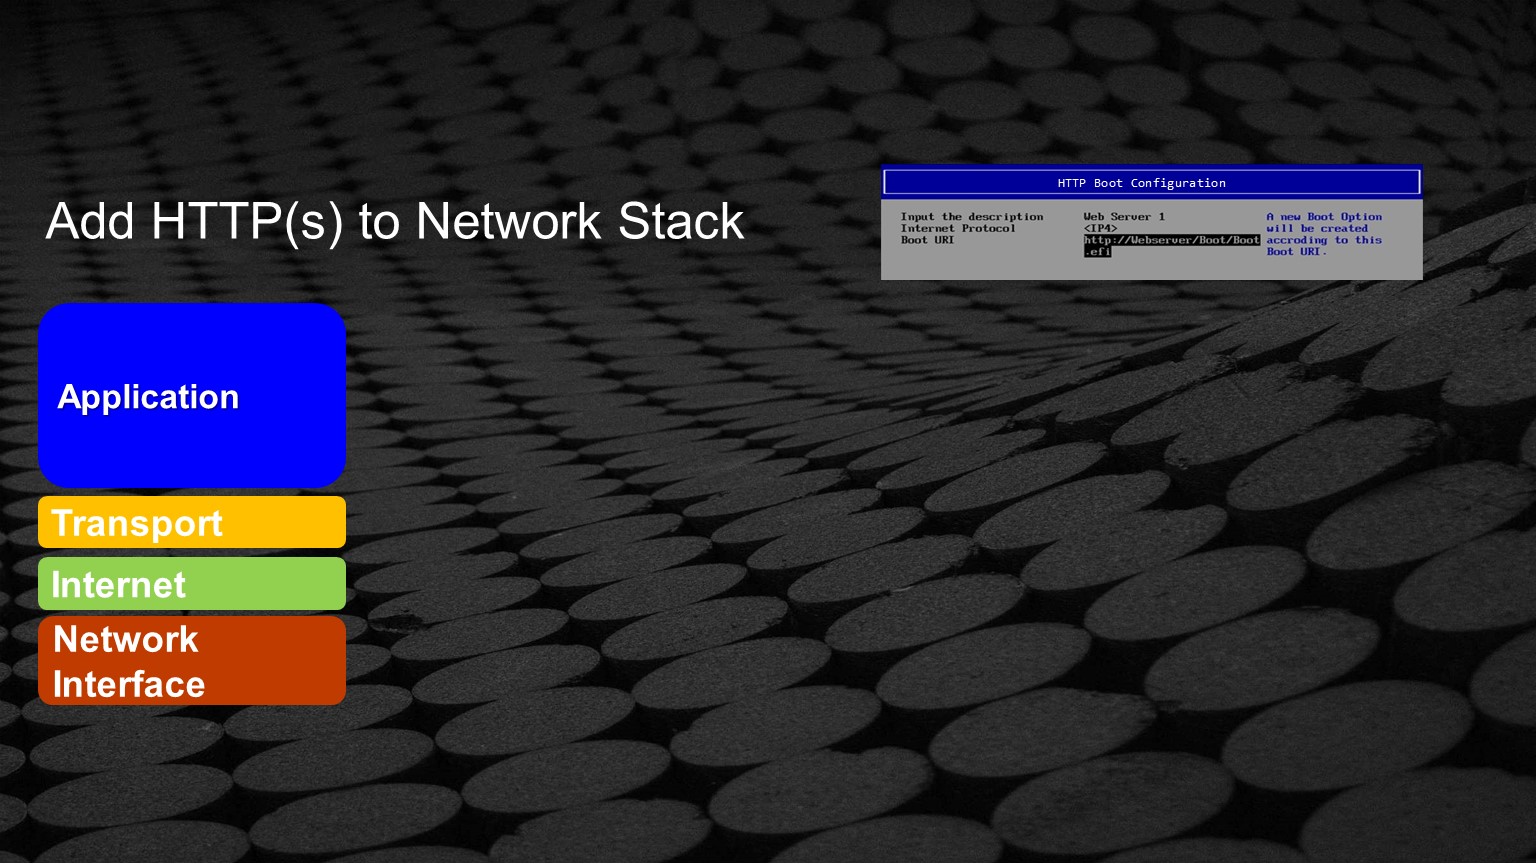 Add HTTP(s) to Network Stack
HTTP Boot Configuration
Input the description Web Server 1 A new Boot Option
Internet Protocol <IP4> will be created
Boot URI http://Webserver/Boot/Boot accroding to this
.efi Boot URI.
Application
Transport
Internet
Network
Interface